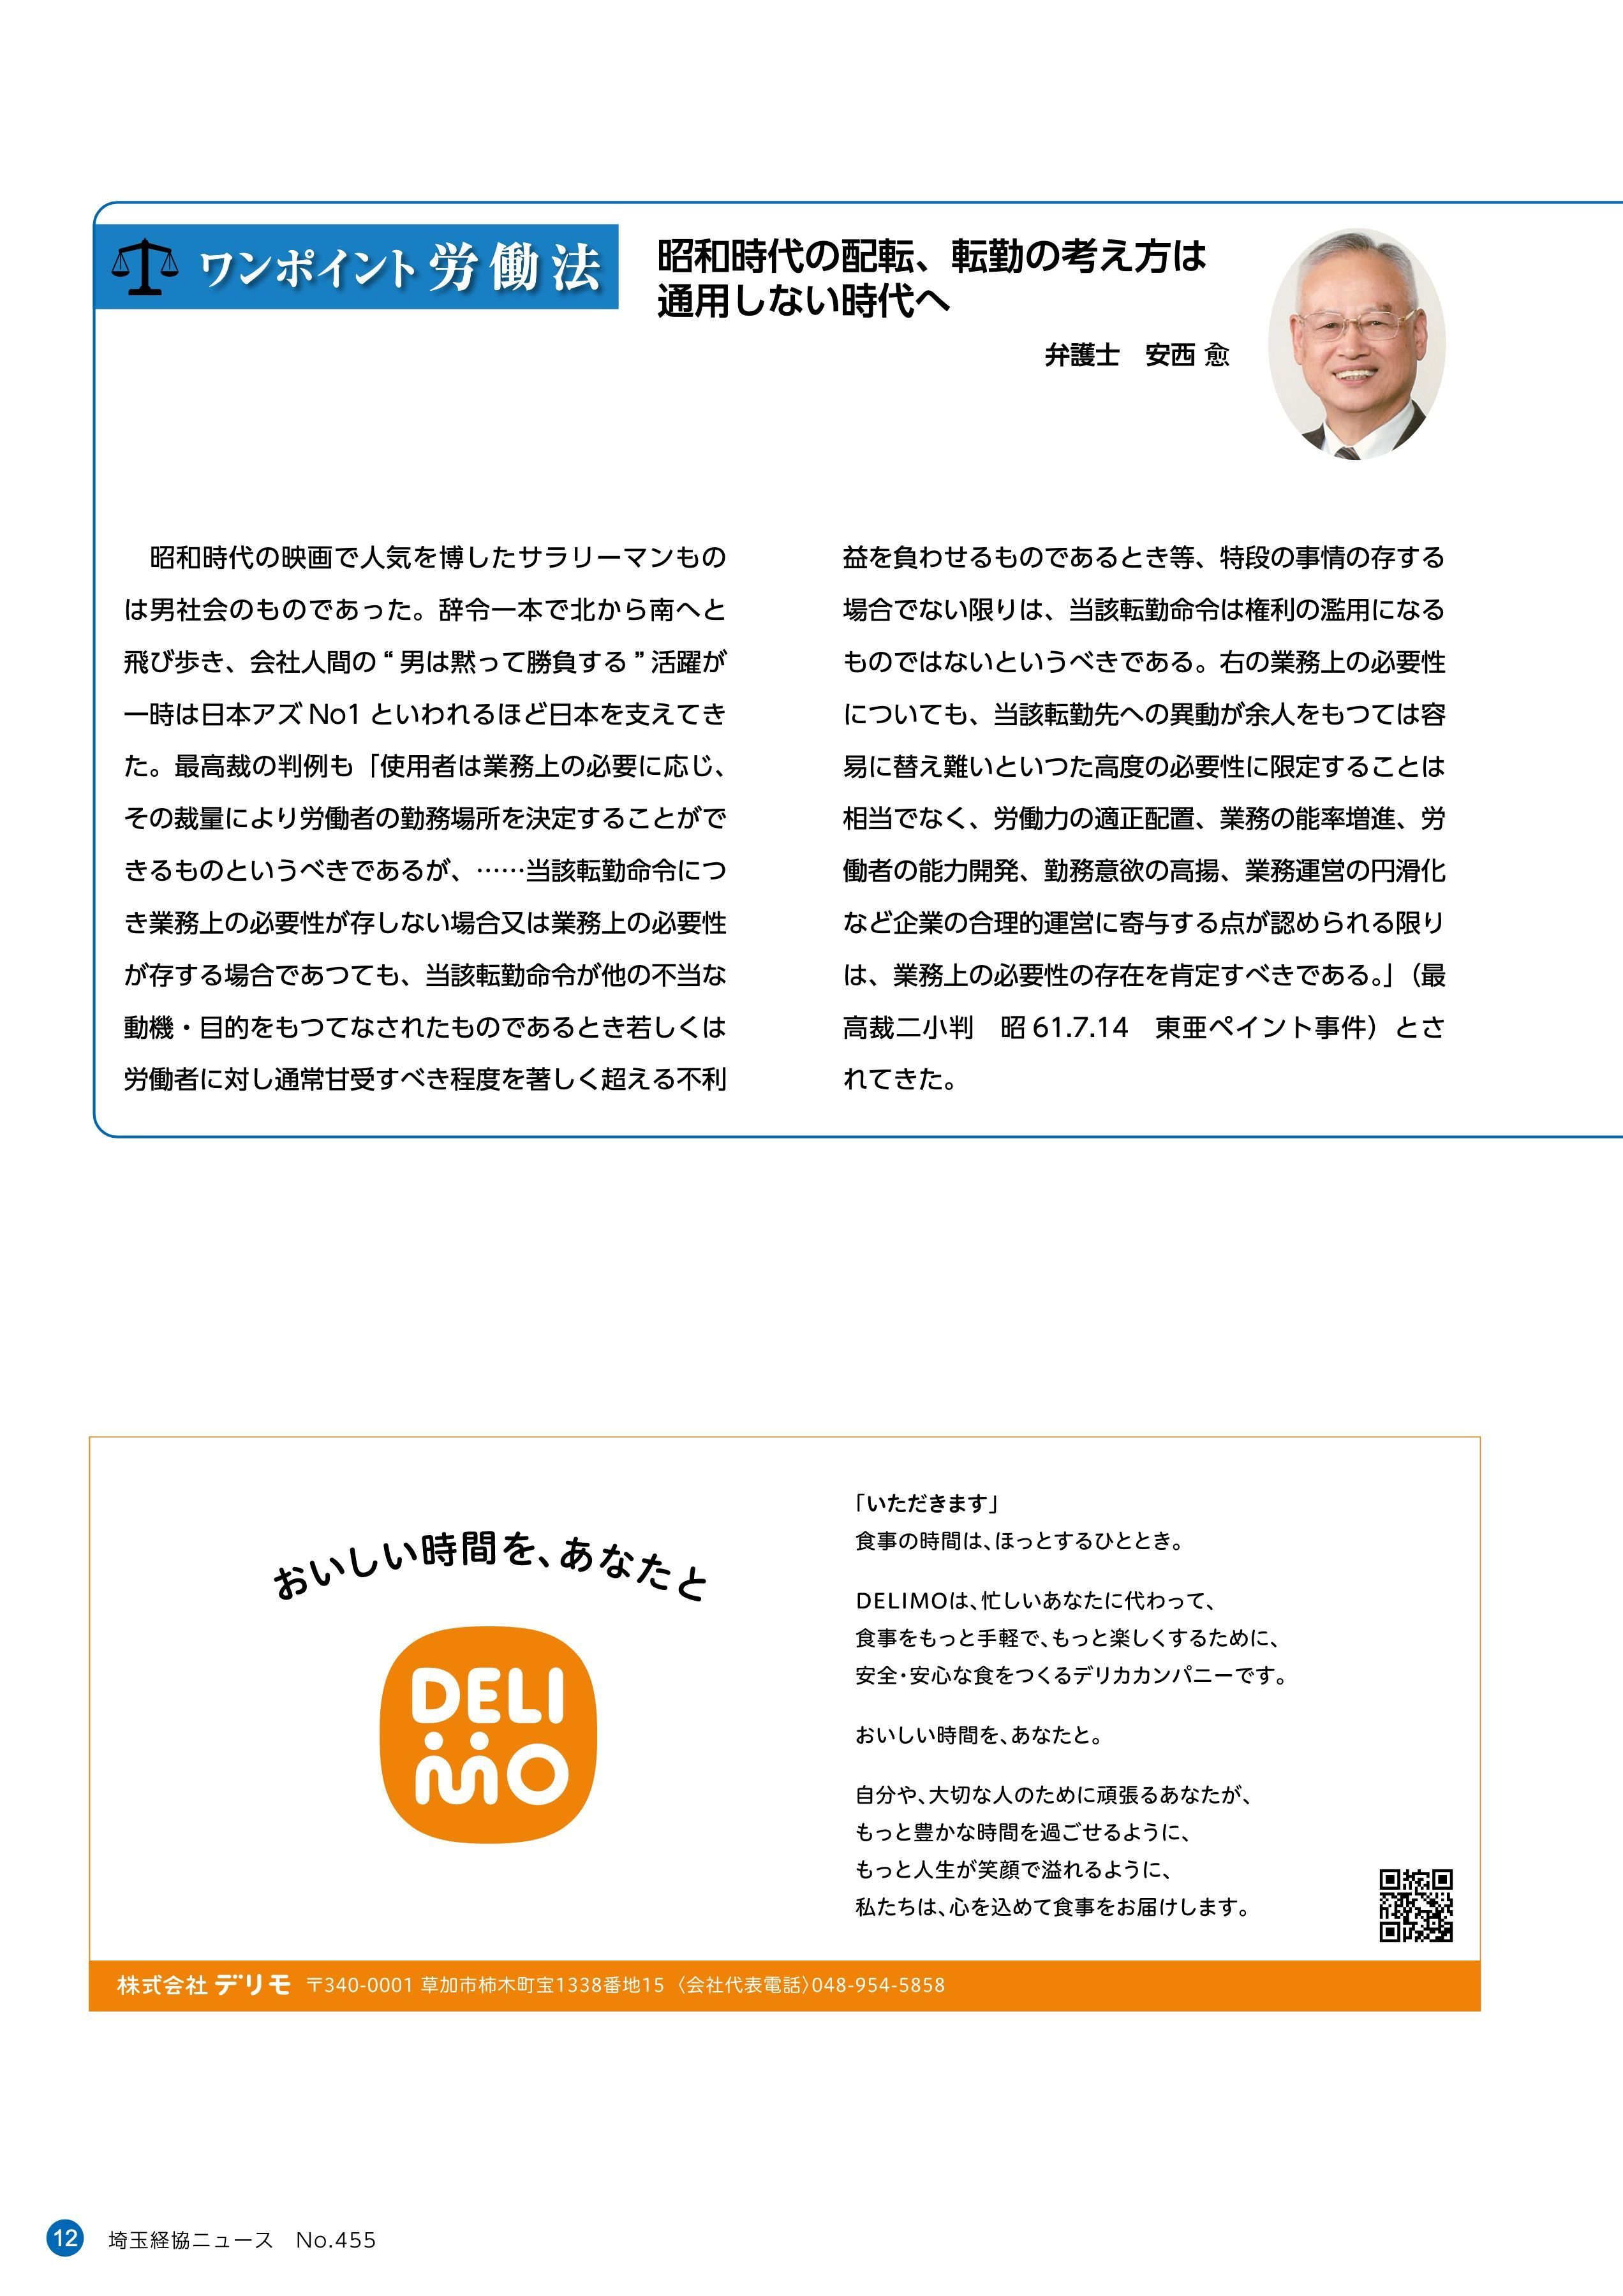 ワンポイント 労働法
昭和時代の配転、転勤の考え方は
通用しない時代へ
弁護士　安西 愈
　昭和時代の映画で人気を博したサラリーマンもの
は男社会のものであった。辞令一本で北から南へと
飛び歩き、会社人間の“男は黙って勝負する”活躍が
一時は日本アズ No1 といわれるほど日本を支えてき
た。最高裁の判例も「使用者は業務上の必要に応じ、
その裁量により労働者の勤務場所を決定することがで
きるものというべきであるが、……当該転勤命令につ
き業務上の必要性が存しない場合又は業務上の必要性
が存する場合であつても、当該転勤命令が他の不当な
動機・目的をもつてなされたものであるとき若しくは
労働者に対し通常甘受すべき程度を著しく超える不利
益を負わせるものであるとき等、特段の事情の存する
場合でない限りは、当該転勤命令は権利の濫用になる
ものではないというべきである。右の業務上の必要性
についても、当該転勤先への異動が余人をもつては容
易に替え難いといつた高度の必要性に限定することは
相当でなく、労働力の適正配置、業務の能率増進、労
働者の能力開発、勤務意欲の高揚、業務運営の円滑化
など企業の合理的運営に寄与する点が認められる限り
は、業務上の必要性の存在を肯定すべきである。」（最
高裁二小判　昭 61.7.14　東亜ペイント事件）とさ
れてきた。
おいしい時間を、あなたと
DELI
MO
「いただきます」
食事の時間は、ほっとするひととき。
DELIMOは、忙しいあなたに代わって、
食事をもっと手軽で、もっと楽しくするために、
安全・安心な食をつくるデリカカンパニーです。
おいしい時間を、あなたと。
自分や、大切な人のために頑張るあなたが、
もっと豊かな時間を過ごせるように、
もっと人生が笑顔で溢れるように、
私たちは、心を込めて食事をお届けします。
株式会社 デリモ 〒340-0001 草加市柿木町宝1338番地15 〈会社代表電話〉048-954-5858
12 埼玉経協ニュース　No.455